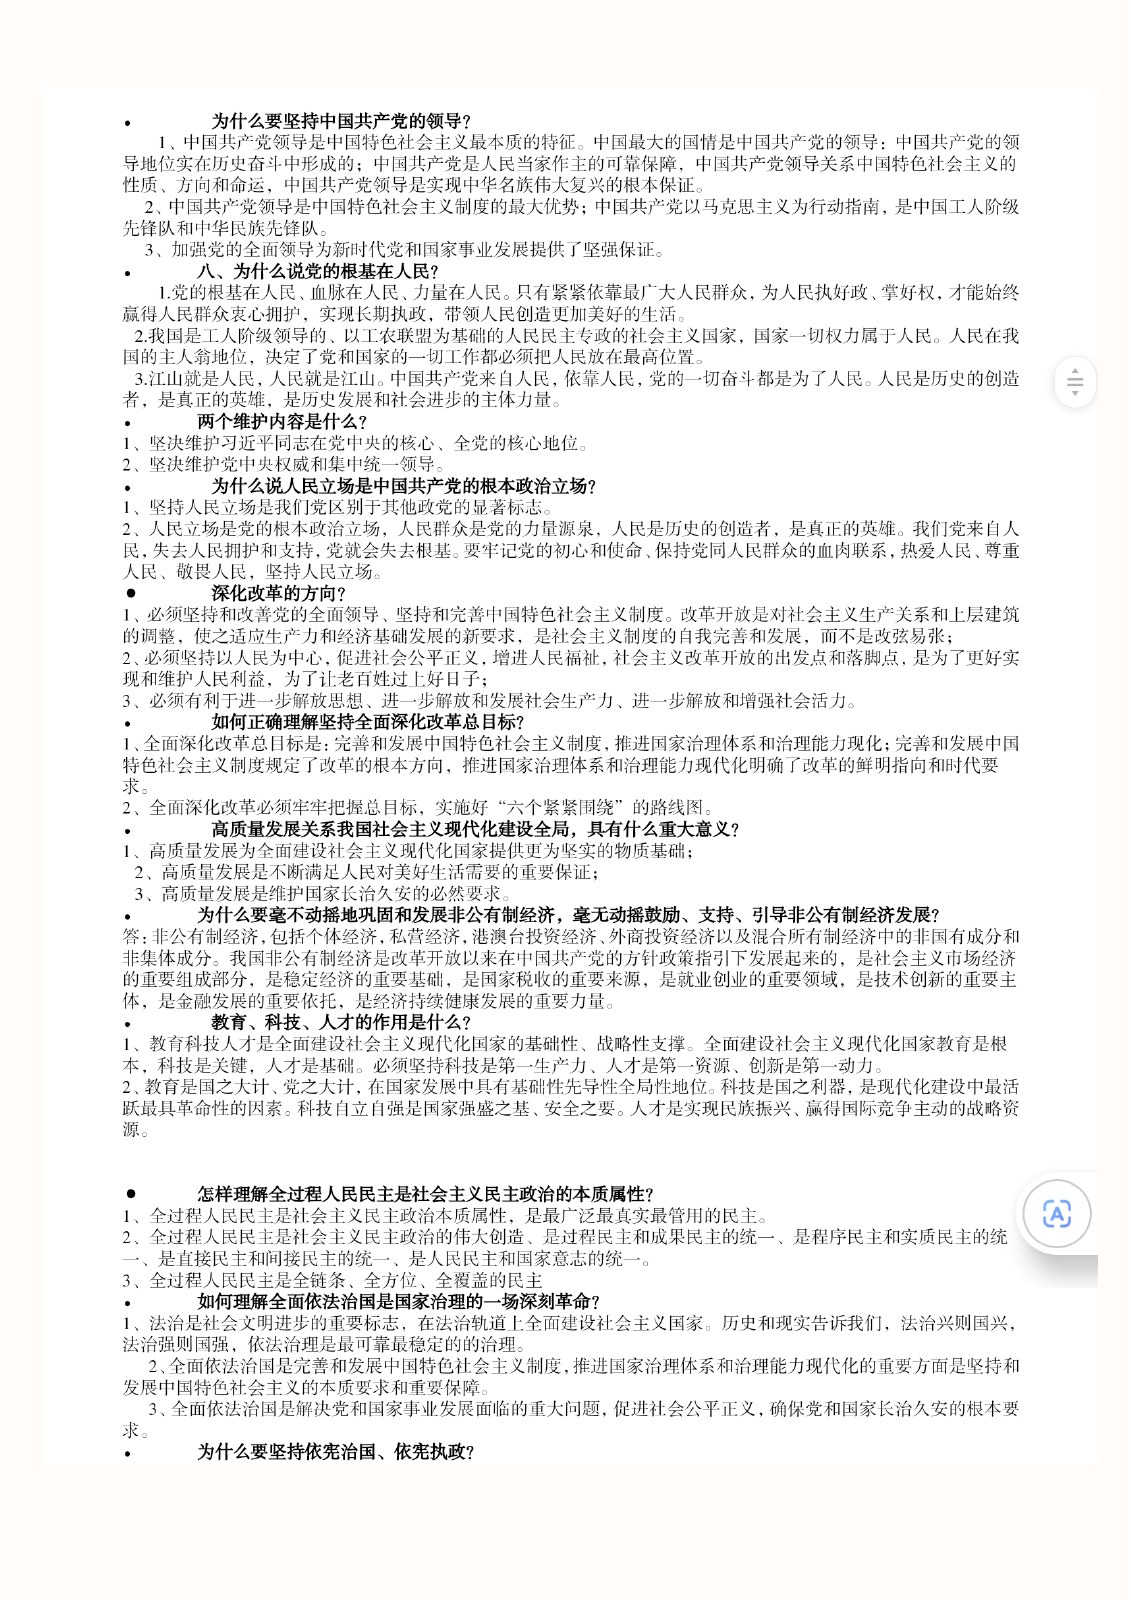 • 为什么要坚持中国共产党的领导？
1、中国共产党领导是中国特色社会主义最本质的特征。中国最大的国情是中国共产党的领导：中国共产党的领
导地位实在历史奋斗中形成的；中国共产党是人民当家作主的可靠保障，中国共产党领导关系中国特色社会主义的
性质、方向和命运，中国共产党领导是实现中华名族伟大复兴的根本保证。
2、中国共产党领导是中国特色社会主义制度的最大优势；中国共产党以马克思主义为行动指南，是中国工人阶级
先锋队和中华民族先锋队。
3、加强党的全面领导为新时代党和国家事业发展提供了坚强保证。
• 八、为什么说党的根基在人民？
1.党的根基在人民、血脉在人民、力量在人民。只有紧紧依靠最广大人民群众，为人民执好政、掌好权，才能始终
赢得人民群众衷心拥护，实现长期执政，带领人民创造更加美好的生活。
2.我国是工人阶级领导的、以工农联盟为基础的人民民主专政的社会主义国家，国家一切权力属于人民。人民在我
国的主人翁地位，决定了党和国家的一切工作都必须把人民放在最高位置。
3.江山就是人民，人民就是江山。中国共产党来自人民，依靠人民，党的一切奋斗都是为了人民。人民是历史的创造
者，是真正的英雄，是历史发展和社会进步的主体力量。
• 两个维护内容是什么？
1、坚决维护习近平同志在党中央的核心、全党的核心地位。
2、坚决维护党中央权威和集中统一领导。
• 为什么说人民立场是中国共产党的根本政治立场？
1、坚持人民立场是我们党区别于其他政党的显著标志。
2、人民立场是党的根本政治立场，人民群众是党的力量源泉，人民是历史的创造者，是真正的英雄。我们党来自人
民，失去人民拥护和支持，党就会失去根基。要牢记党的初心和使命、保持党同人民群众的血肉联系，热爱人民、尊重
人民、敬畏人民，坚持人民立场。
● 深化改革的方向？
1、必须坚持和改善党的全面领导、坚持和完善中国特色社会主义制度。改革开放是对社会主义生产关系和上层建筑
的调整，使之适应生产力和经济基础发展的新要求，是社会主义制度的自我完善和发展，而不是改弦易张；
2、必须坚持以人民为中心，促进社会公平正义，增进人民福祉，社会主义改革开放的出发点和落脚点，是为了更好实
现和维护人民利益，为了让老百姓过上好日子；
3、必须有利于进一步解放思想、进一步解放和发展社会生产力、进一步解放和增强社会活力。
• 如何正确理解坚持全面深化改革总目标？
1、全面深化改革总目标是：完善和发展中国特色社会主义制度，推进国家治理体系和治理能力现化；完善和发展中国
特色社会主义制度规定了改革的根本方向，推进国家治理体系和治理能力现代化明确了改革的鲜明指向和时代要
求。
2、全面深化改革必须牢牢把握总目标，实施好“六个紧紧围绕”的路线图。
• 高质量发展关系我国社会主义现代化建设全局，具有什么重大意义？
1、高质量发展为全面建设社会主义现代化国家提供更为坚实的物质基础；
2、高质量发展是不断满足人民对美好生活需要的重要保证；
3、高质量发展是维护国家长治久安的必然要求。
• 为什么要毫不动摇地巩固和发展非公有制经济，毫无动摇鼓励、支持、引导非公有制经济发展？
答：非公有制经济，包括个体经济，私营经济，港澳台投资经济、外商投资经济以及混合所有制经济中的非国有成分和
非集体成分。我国非公有制经济是改革开放以来在中国共产党的方针政策指引下发展起来的，是社会主义市场经济
的重要组成部分，是稳定经济的重要基础，是国家税收的重要来源，是就业创业的重要领域，是技术创新的重要主
体，是金融发展的重要依托，是经济持续健康发展的重要力量。
• 教育、科技、人才的作用是什么？
1、教育科技人才是全面建设社会主义现代化国家的基础性、战略性支撑。全面建设社会主义现代化国家教育是根
本，科技是关键，人才是基础。必须坚持科技是第一生产力、人才是第一资源、创新是第一动力。
2、教育是国之大计、党之大计，在国家发展中具有基础性先导性全局性地位。科技是国之利器，是现代化建设中最活
跃最具革命性的因素。科技自立自强是国家强盛之基、安全之要。人才是实现民族振兴、赢得国际竞争主动的战略资
源。
● 怎样理解全过程人民民主是社会主义民主政治的本质属性？
1、全过程人民民主是社会主义民主政治本质属性，是最广泛最真实最管用的民主。
2、全过程人民民主是社会主义民主政治的伟大创造、是过程民主和成果民主的统一、是程序民主和实质民主的统
一、是直接民主和间接民主的统一、是人民民主和国家意志的统一。
3、全过程人民民主是全链条、全方位、全覆盖的民主
• 如何理解全面依法治国是国家治理的一场深刻革命？
1、法治是社会文明进步的重要标志，在法治轨道上全面建设社会主义国家。历史和现实告诉我们，法治兴则国兴，
法治强则国强，依法治理是最可靠最稳定的的治理。
2、全面依法治国是完善和发展中国特色社会主义制度，推进国家治理体系和治理能力现代化的重要方面是坚持和
发展中国特色社会主义的本质要求和重要保障。
3、全面依法治国是解决党和国家事业发展面临的重大问题，促进社会公平正义，确保党和国家长治久安的根本要
求。
• 为什么要坚持依宪治国、依宪执政？